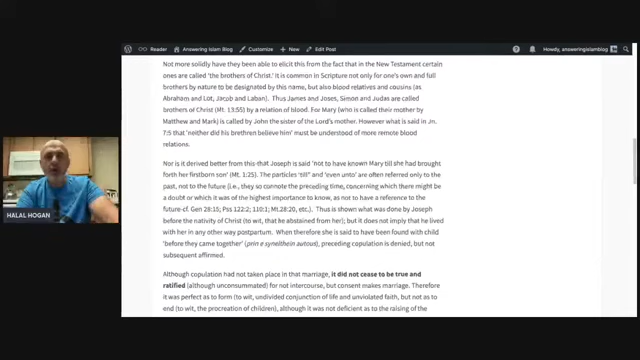 Reader
Answering Islam Blog
Customize
New
Edit Post
Howdy, answeringislamblog
Not more solidly have they been able to elicit this from the fact that in the New Testament certain
ones are called 'the brothers of Christ.' It is common in Scripture not only for one's own and full
brothers by nature to be designated by this name, but also blood relatives and cousins (as
Abraham and Lot, Jacob and Laban). Thus James and Joses, Simon and Judas are called
brothers of Christ (Mt. 13:55) by a relation of blood. For Mary (who is called their mother by
Matthew and Mark) is called by John the sister of the Lord's mother. However what is said in Jn.
7:5 that 'neither did his brethren believe him' must be understood of more remote blood
relations.
Nor is it derived better from this that Joseph is said 'not to have known Mary till she had brought
forth her firstborn son' (Mt. 1:25). The particles 'till' and 'even unto' are often referred only to the
past, not to the future (i.e., they so connote the preceding time, concerning which there might be
a doubt or which it was of the highest importance to know, as not to have a reference to the
future-cf. Gen 28:15; Pss 122:2; 110:1; Mt.28:20, etc.). Thus is shown what was done by Joseph
before the nativity of Christ (to wit, that he abstained from her); but it does not imply that he lived
with her in any other way postpartum. When therefore she is said to have been found with child
'before they came together' (prin e synelthein autous), preceding copulation is denied, but not
subsequent affirmed.
Although copulation had not taken place in that marriage, it did not cease to be true and
ratified (although unconsummated) for not intercourse, but consent makes marriage. Therefore
it was perfect as to form (to wit, undivided conjunction of life and unviolated faith, but not as to
end (to wit, the procreation of children), although it was not deficient as to the raising of the
HALAL HOGAN